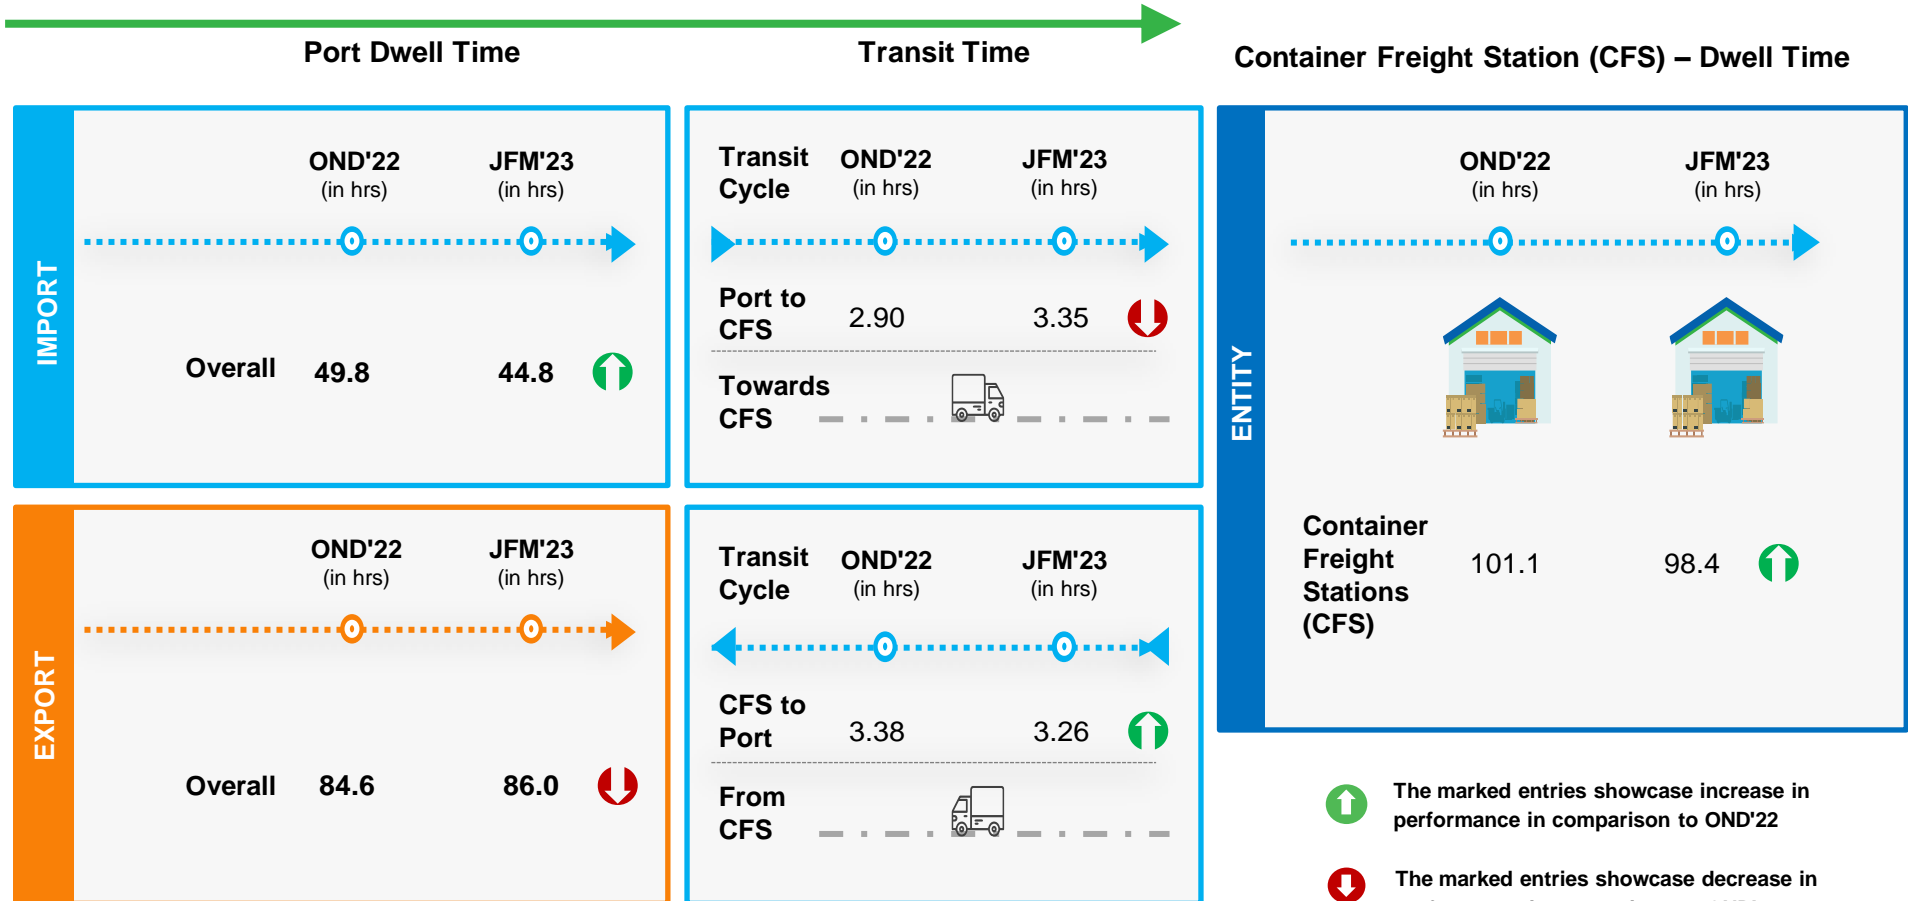 Port Dwell Time
Transit Time
Container Freight Station (CFS) – Dwell Time
IMPORT
OND'22
(in hrs)
JFM'23
(in hrs)
Overall 49.8 44.8
Transit
Cycle
OND'22
(in hrs)
JFM'23
(in hrs)
Port to
CFS
2.90 3.35
Towards
CFS
ENTITY
OND'22
(in hrs)
JFM'23
(in hrs)
Container
Freight
Stations
(CFS)
101.1 98.4
EXPORT
OND'22
(in hrs)
JFM'23
(in hrs)
Overall 84.6 86.0
Transit
Cycle
OND'22
(in hrs)
JFM'23
(in hrs)
CFS to
Port
3.38 3.26
From
CFS
The marked entries showcase increase in
performance in comparison to OND'22
The marked entries showcase decrease in